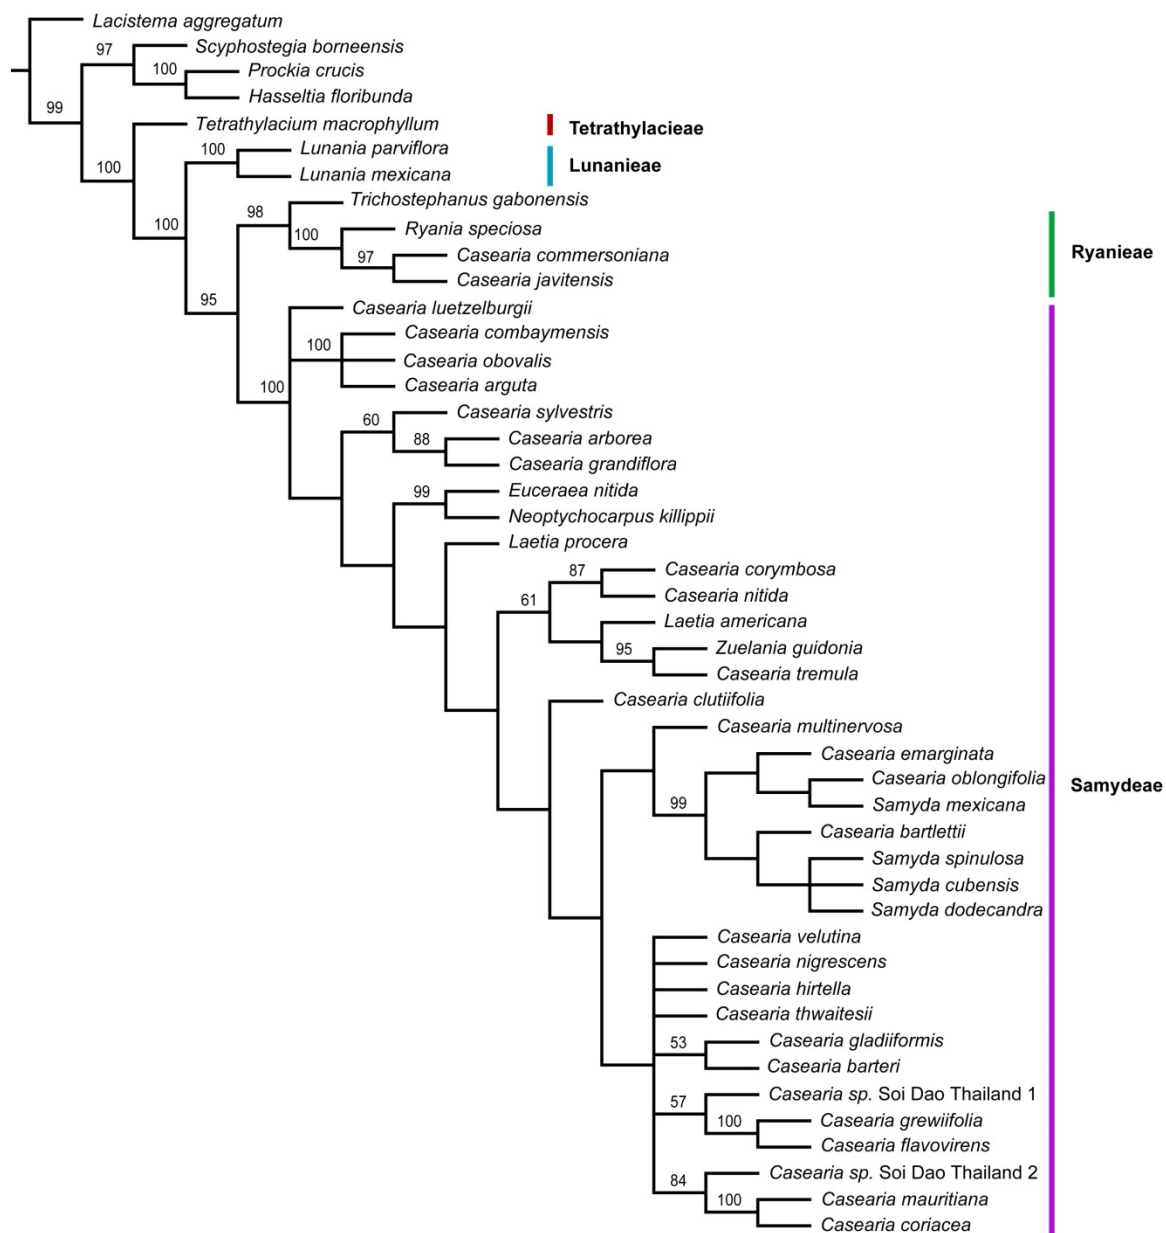 Lacistema aggregatum
97
Scyphostegia borneensis
100
Prockia crucis
Hasseltia floribunda
99
Tetrathylacium macrophyllum
Tetrathylacieae
100
Lunania parviflora
Lunanieae
100
Lunania mexicana
Trichostephanus gabonensis
98
100
100
Ryania speciosa
Ryanieae
97
Casearia commersoniana
Casearia javitensis
95
Casearia luetzelburgii
Casearia combaymensis
100
Casearia obovalis
100
Casearia arguta
60
Casearia sylvestris
88
Casearia arborea
Casearia grandiflora
99
Euceraea nitida
Neoptychocarpus killippii
Laetia procera
87
Casearia corymbosa
61
Casearia nitida
Laetia americana
95
Zuelania guidonia
Casearia tremula
Casearia clutiifolia
Casearia multinervosa
Casearia emarginata
Casearia oblongifolia
Samydeae
99
Samyda mexicana
Casearia bartlettii
Samyda spinulosa
Samyda cubensis
Samyda dodecandra
Casearia velutina
Casearia nigrescens
Casearia hirtella
Casearia thwaitesii
53
Casearia gladiiformis
Casearia barteri
57
Casearia sp. Soi Dao Thailand 1
100
Casearia grewiifolia
Casearia flavovirens
84
Casearia sp. Soi Dao Thailand 2
100
Casearia mauritiana
Casearia coriacea